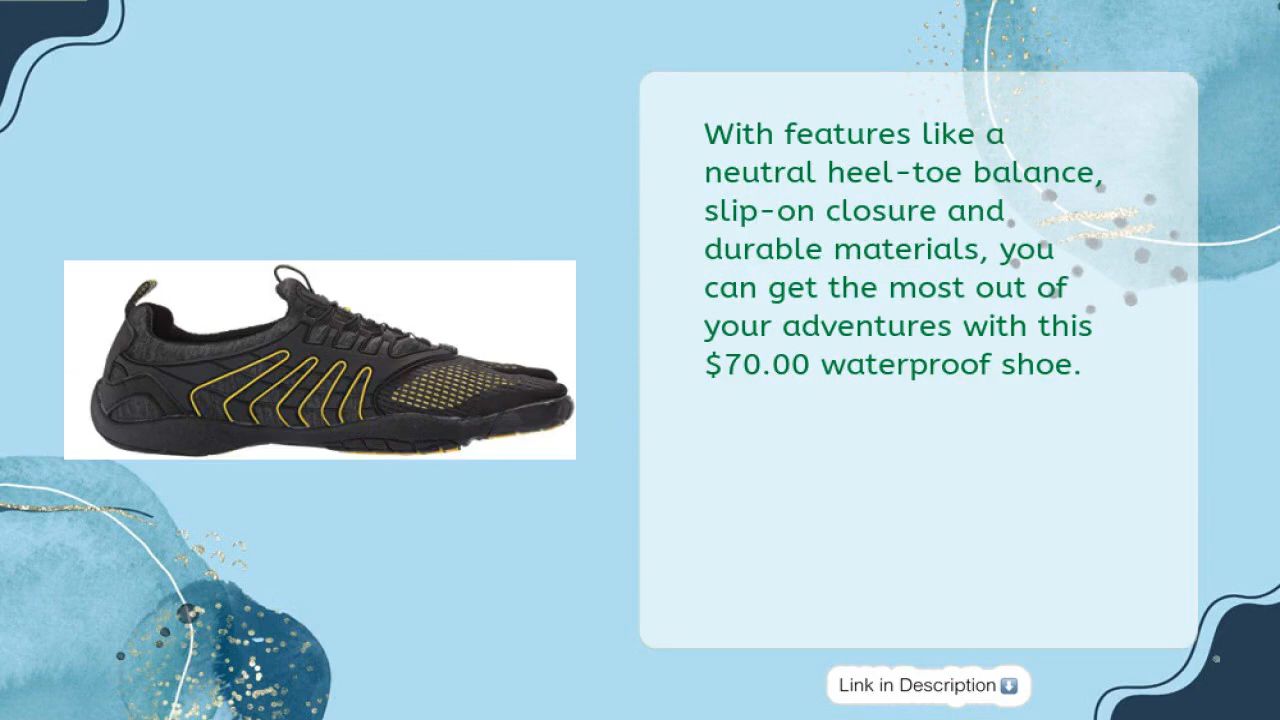 With features like a
neutral heel-toe balance,
slip-on closure and
durable materials, you
can get the most out of
your adventures with this
$70.00 waterproof shoe.
Link in Description⬇️